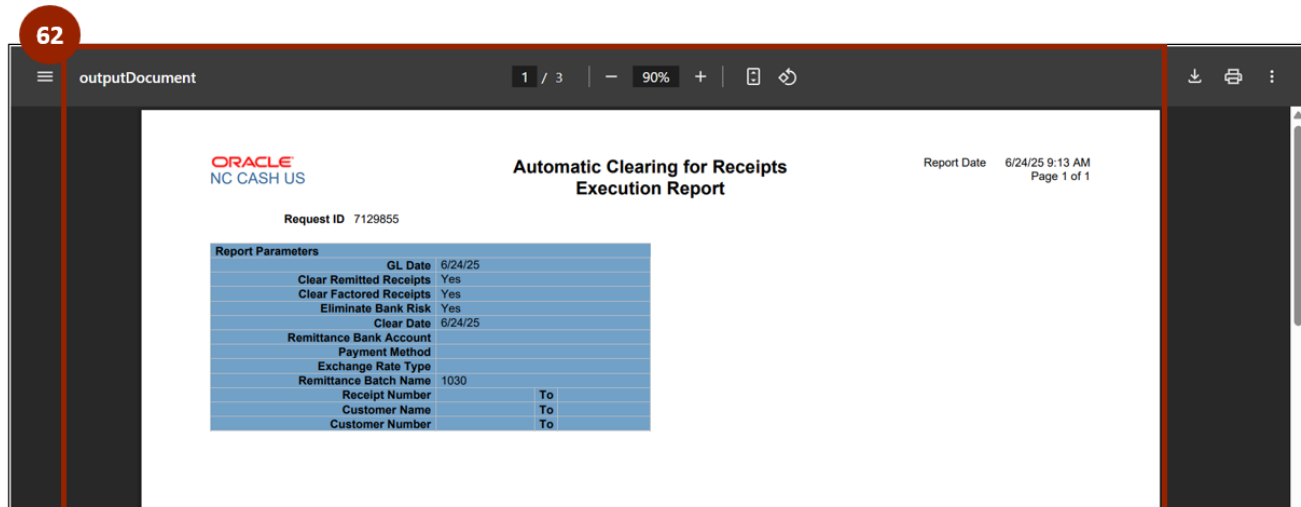 62
outputDocument 1 / 3 90%
ORACLE
NC CASH US
Automatic Clearing for Receipts
Execution Report
Report Date 6/24/25 9:13 AM
Page 1 of 1
Request ID 7129855
Report Parameters
GL Date 6/24/25
Clear Remitted Receipts Yes
Clear Factored Receipts Yes
Eliminate Bank Risk Yes
Clear Date 6/24/25
Remittance Bank Account
Payment Method
Exchange Rate Type
Remittance Batch Name 1030
Receipt Number To
Customer Name To
Customer Number To